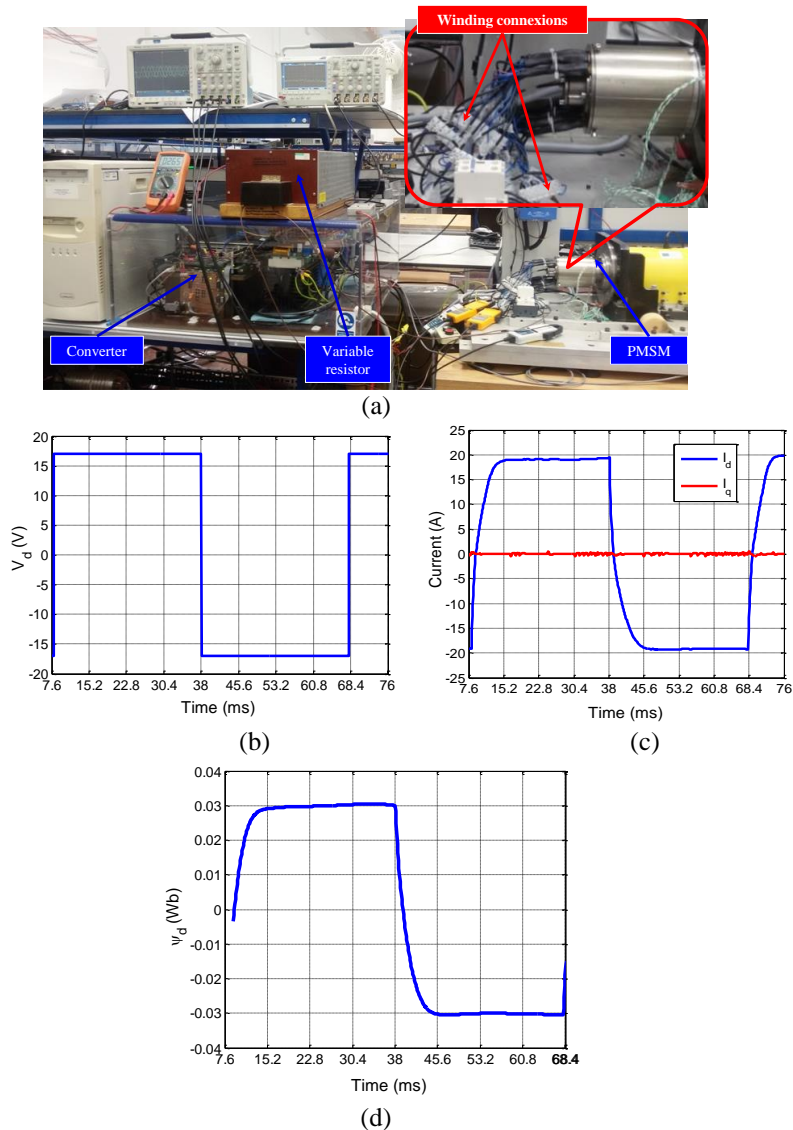 Winding connexions
Converter
Variable
resistor
PMSM
(a)
20
15
10
5
0
-5
-10
-15
-20
V_d (V)
7.6 15.2 22.8 30.4 38 45.6 53.2 60.8 68.4 76
Time (ms)
(b)
25
20
15
10
5
0
-5
-10
-15
-20
-25
Current (A)
I_d
I_q
7.6 15.2 22.8 30.4 38 45.6 53.2 60.8 68.4 76
Time (ms)
(c)
0.04
0.03
0.02
0.01
0
-0.01
-0.02
-0.03
-0.04
ψ_d (Wb)
7.6 15.2 22.8 30.4 38 45.6 53.2 60.8 68.4
Time (ms)
(d)